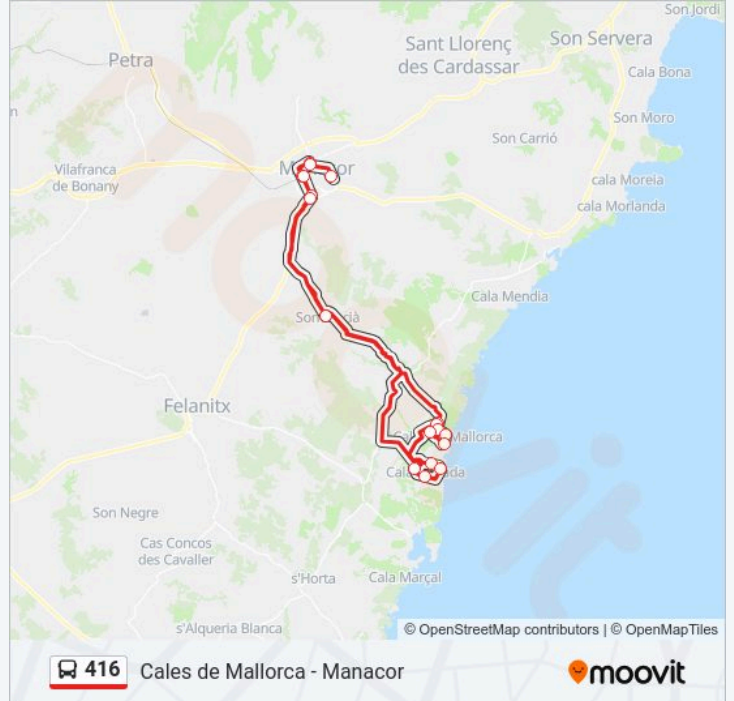 Son Jordi
Son Servera
Sant Llorenç
des Cardassar
Petra
Cala Bona
Son Moro
Son Carrió
Vilafranca
de Bonany
cala Moreia
cala Morlanda
Cala Mendia
Felanitx
Mallorca
Son Negre
Cas Concos
des Cavaller
s'Horta
Cala Marçal
s'Alqueria Blanca
© OpenStreetMap contributors | © OpenMapTiles
416 Cales de Mallorca - Manacor
moovit